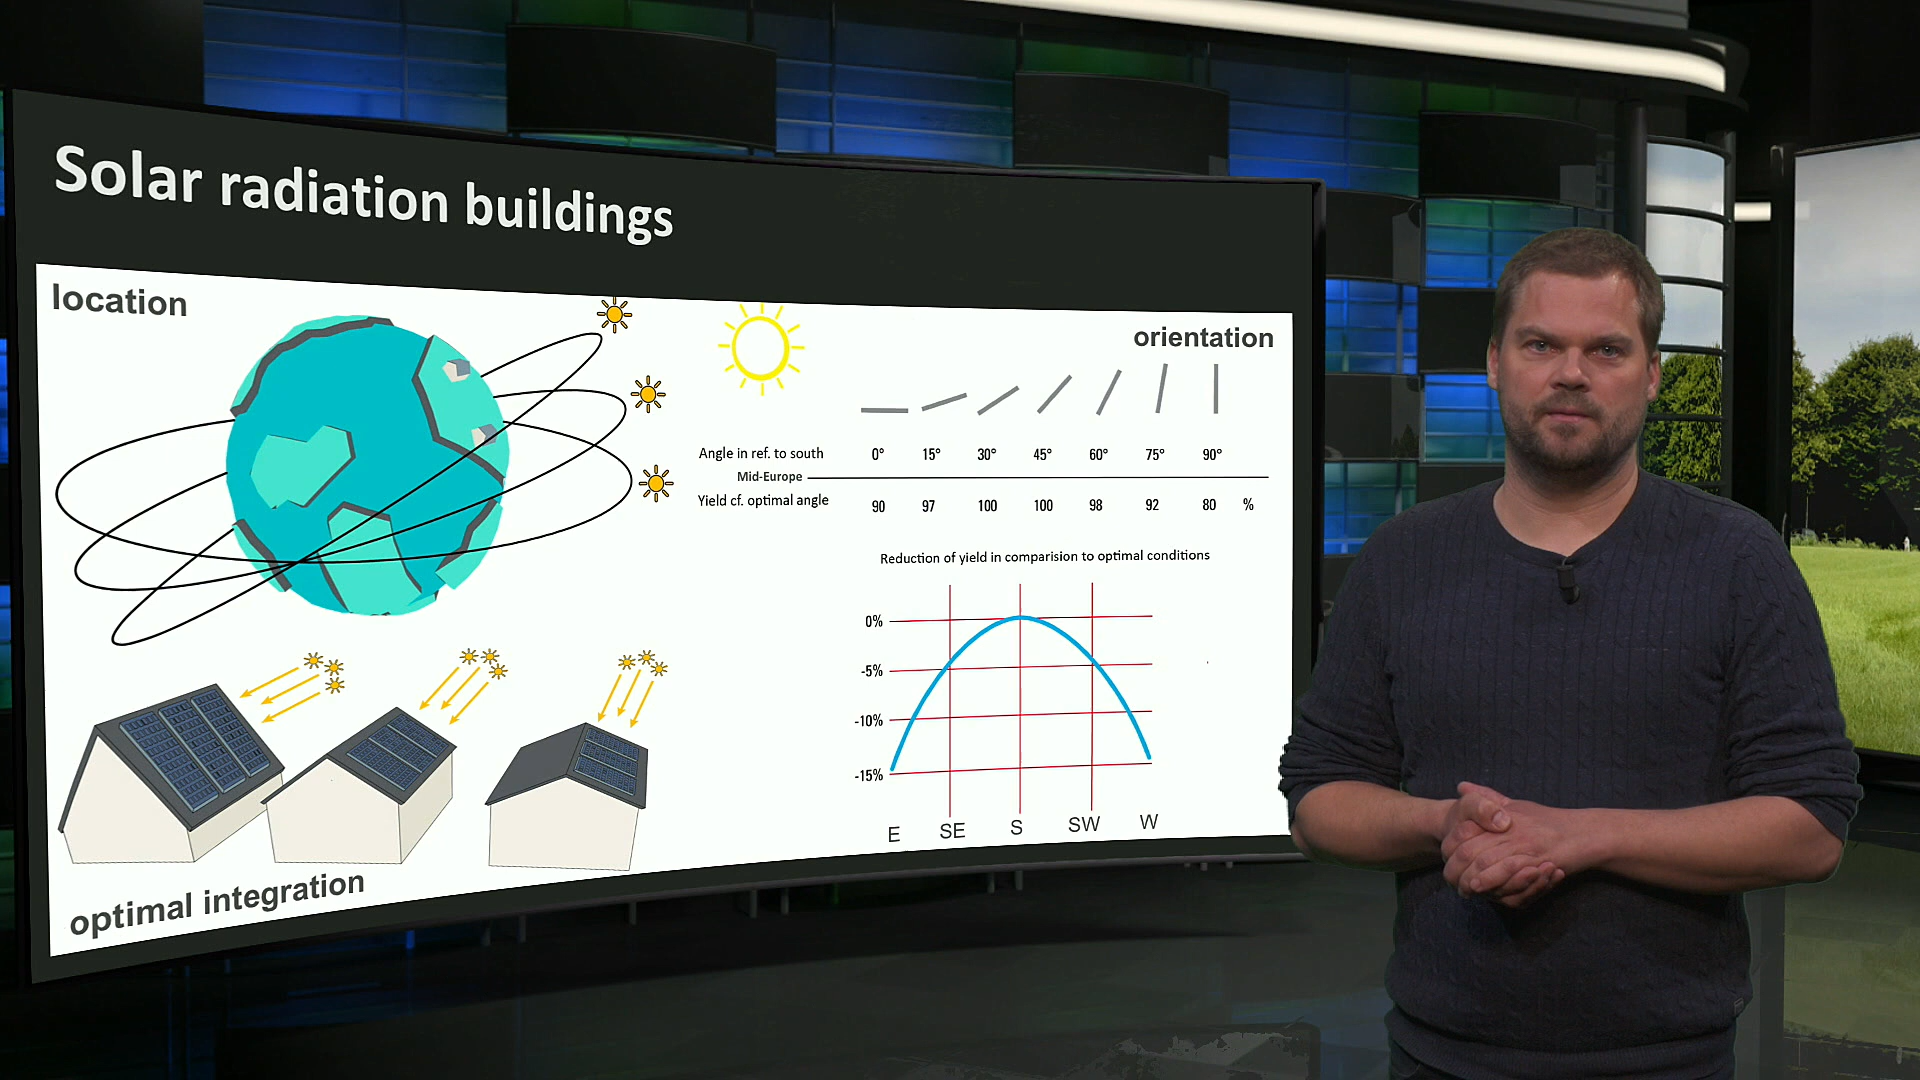 Solar radiation buildings
location
orientation
Angle in ref. to south 0° 15° 30° 45° 60° 75° 90°
Mid-Europe
Yield cf. optimal angle 90 97 100 100 98 92 80 %
Reduction of yield in comparision to optimal conditions
0%
-5%
-10%
-15%
E SE S SW W
optimal integration